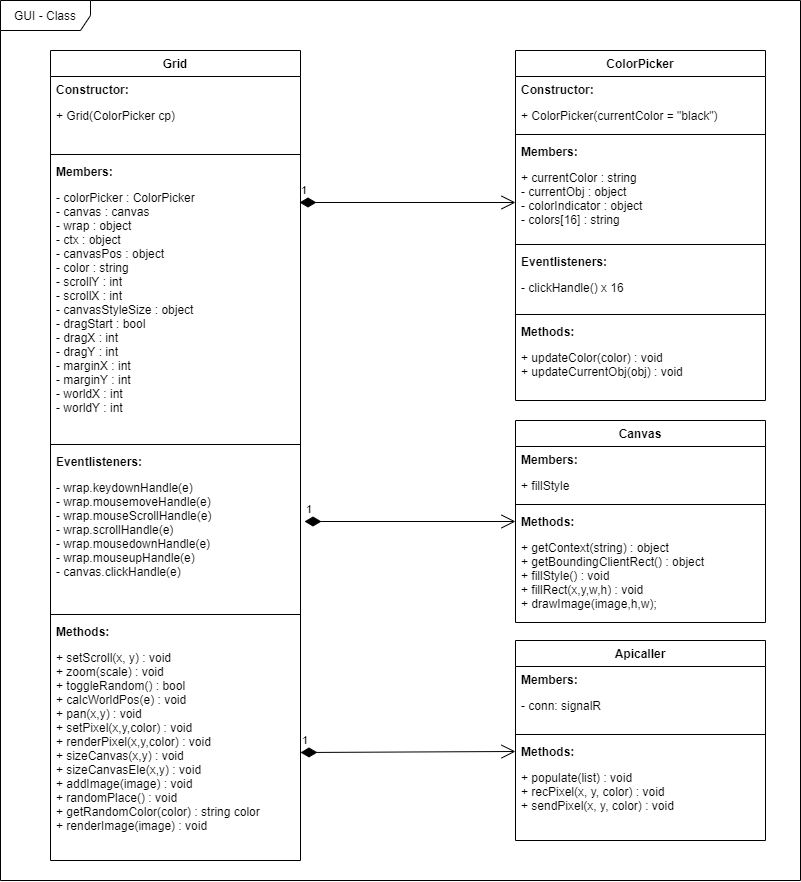 GUI - Class
Grid
Constructor:
+ Grid(ColorPicker cp)
Members:
- colorPicker : ColorPicker
- canvas : canvas
- wrap : object
- ctx : object
- canvasPos : object
- color : string
- scrollY : int
- scrollX : int
- canvasStyleSize : object
- dragStart : bool
- dragX : int
- dragY : int
- marginX : int
- marginY : int
- worldX : int
- worldY : int
Eventlisteners:
- wrap.keydownHandle(e)
- wrap.mousemoveHandle(e)
- wrap.mouseScrollHandle(e)
- wrap.scrollHandle(e)
- wrap.mousedownHandle(e)
- wrap.mouseupHandle(e)
- canvas.clickHandle(e)
Methods:
+ setScroll(x, y) : void
+ zoom(scale) : void
+ toggleRandom() : bool
+ calcWorldPos(e) : void
+ pan(x,y) : void
+ setPixel(x,y,color) : void
+ renderPixel(x,y,color) : void
+ sizeCanvas(x,y) : void
+ sizeCanvasEle(x,y) : void
+ addImage(image) : void
+ randomPlace() : void
+ getRandomColor(color) : string color
+ renderImage(image) : void
1
1
1
ColorPicker
Constructor:
+ ColorPicker(currentColor = "black")
Members:
+ currentColor : string
- currentObj : object
- colorIndicator : object
- colors[16] : string
Eventlisteners:
- clickHandle() x 16
Methods:
+ updateColor(color) : void
+ updateCurrentObj(obj) : void
Canvas
Members:
+ fillStyle
Methods:
+ getContext(string) : object
+ getBoundingClientRect() : object
+ fillStyle() : void
+ fillRect(x,y,w,h) : void
+ drawImage(image,h,w);
Apicaller
Members:
- conn: signalR
Methods:
+ populate(list) : void
+ recPixel(x, y, color) : void
+ sendPixel(x, y, color) : void